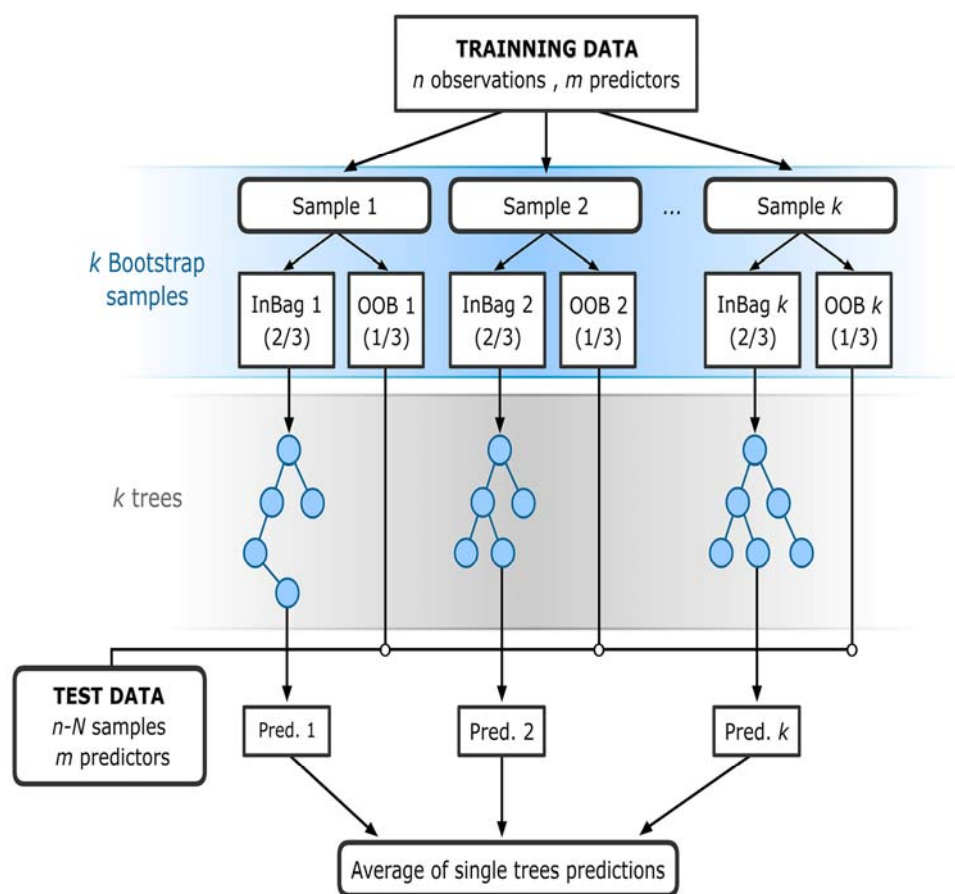 TRAINNING DATA
n observations , m predictors
Sample 1
Sample 2
...
Sample k
k Bootstrap
samples
InBag 1
(2/3)
OOB 1
(1/3)
InBag 2
(2/3)
OOB 2
(1/3)
InBag k
(2/3)
OOB k
(1/3)
k trees
TEST DATA
n-N samples
m predictors
Pred. 1
Pred. 2
Pred. k
Average of single trees predictions